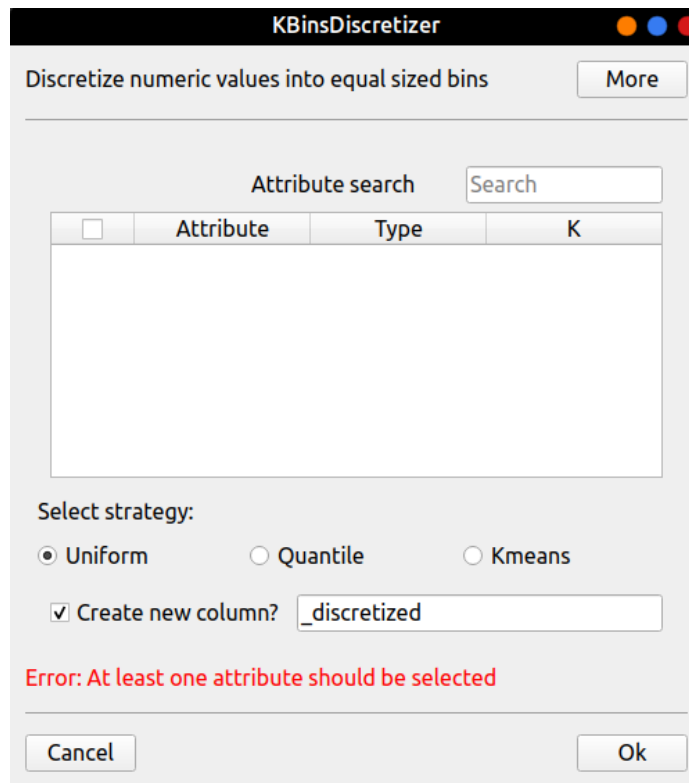 KBinsDiscretizer
Discretize numeric values into equal sized bins More
Attribute search Search
Attribute Type K
Select strategy:
Uniform Quantile Kmeans
Create new column? _discretized
Error: At least one attribute should be selected
Cancel Ok